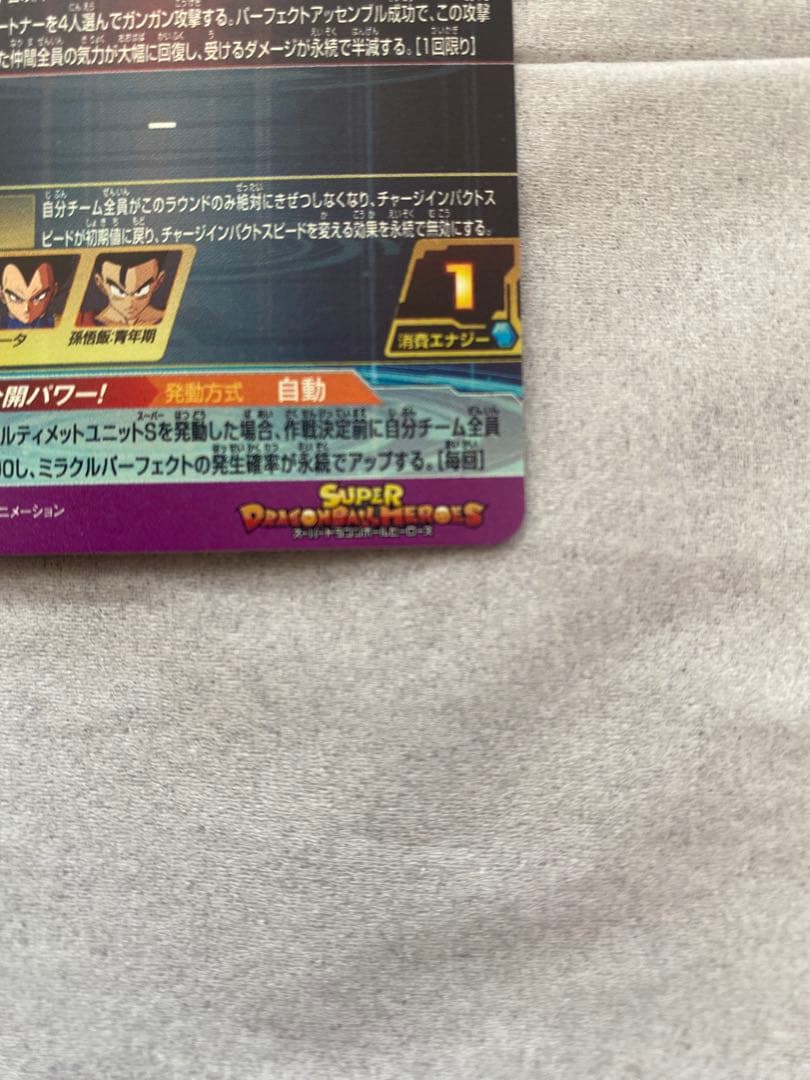 ートナーを4人選んでガンガン攻撃する。パーフェクトアッセンブル成功で、この攻撃
た仲間全員の気力が大幅に回復し、受けるダメージが永続で半減する。[1回限り]
ー
自分チーム全員がこのラウンドのみ絶対にきぜつしなくなり、チャージインパクトス
ピードが初期値に戻り、チャージインパクトスピードを変える効果を永続で無効にする。
1
ータ
孫悟飯:青年期
消費エナジー
開パワー!
発動方式
自動
ルティメットユニットSを発動した場合、作戦決定前に自分チーム全員
0し、ミラクルパーフェクトの発生確率が永続でアップする。[毎回]
ニメーション
SUPER
DRAGONBALL HEROES
スーパードラゴンボールヒーローズ